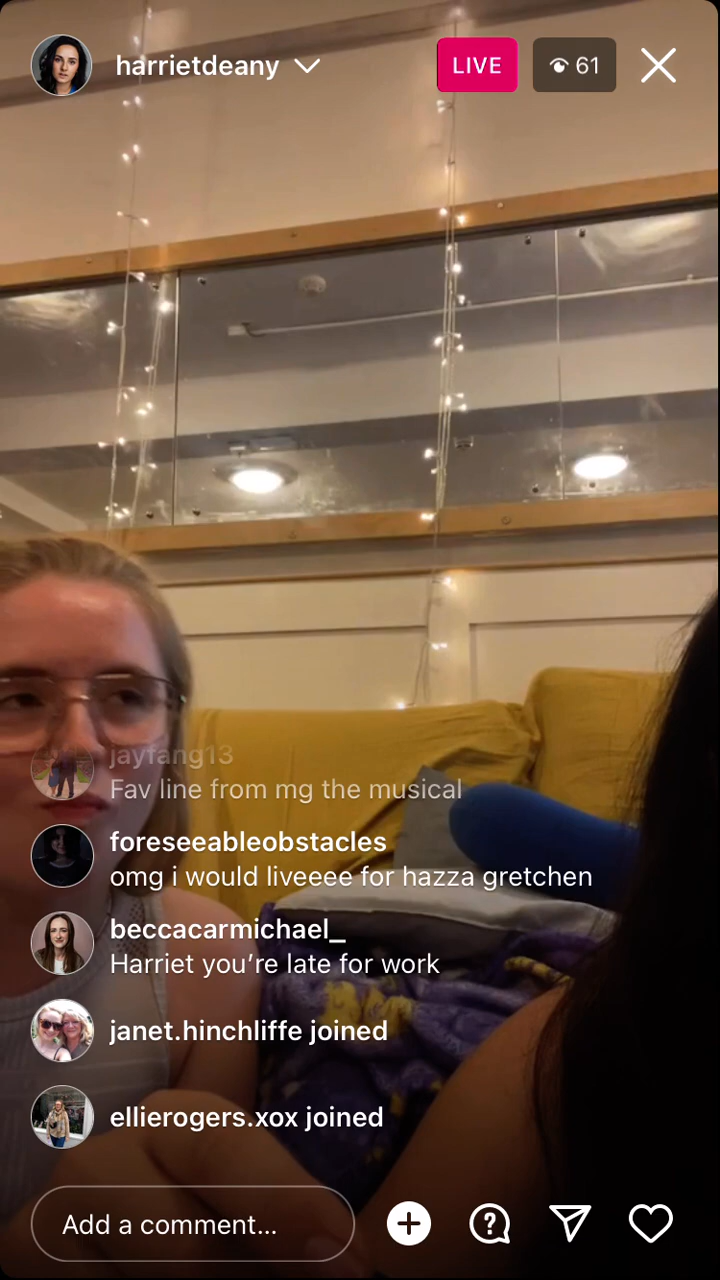 harrietdeany
LIVE
61
jayfang13
Fav line from mg the musical
foreseeableobstacles
omg i would liveeee for hazza gretchen
beccacarmichael_
Harriet you’re late for work
janet.hinchliffe joined
ellierogers.xox joined
Add a comment...